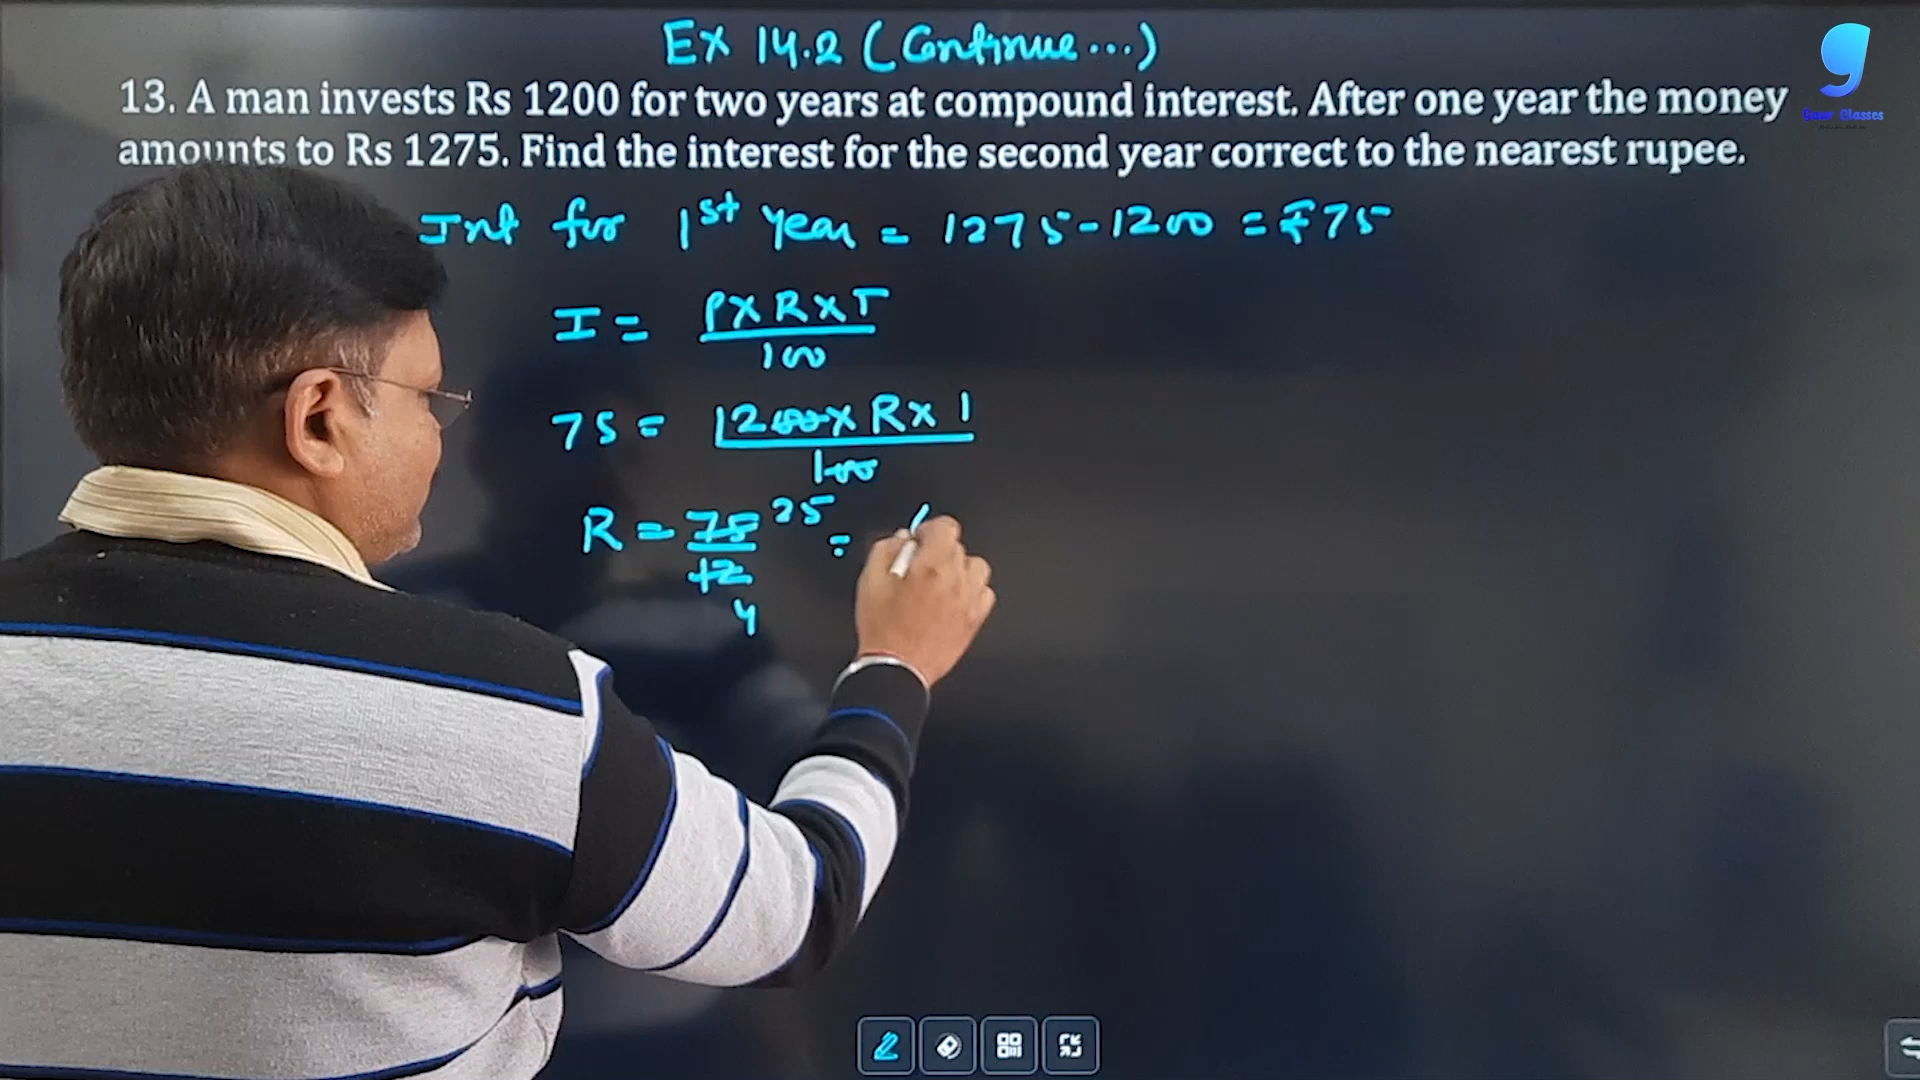 Ex 14.2 (Continue...)
13. A man invests Rs 1200 for two years at compound interest. After one year the money
amounts to Rs 1275. Find the interest for the second year correct to the nearest rupee.
Int for 1st year = 1275 - 1200 = ₹75
I = P x R x T
100
75 = 1200 x R x 1
100
R = 75 25 =
12
4
Classes